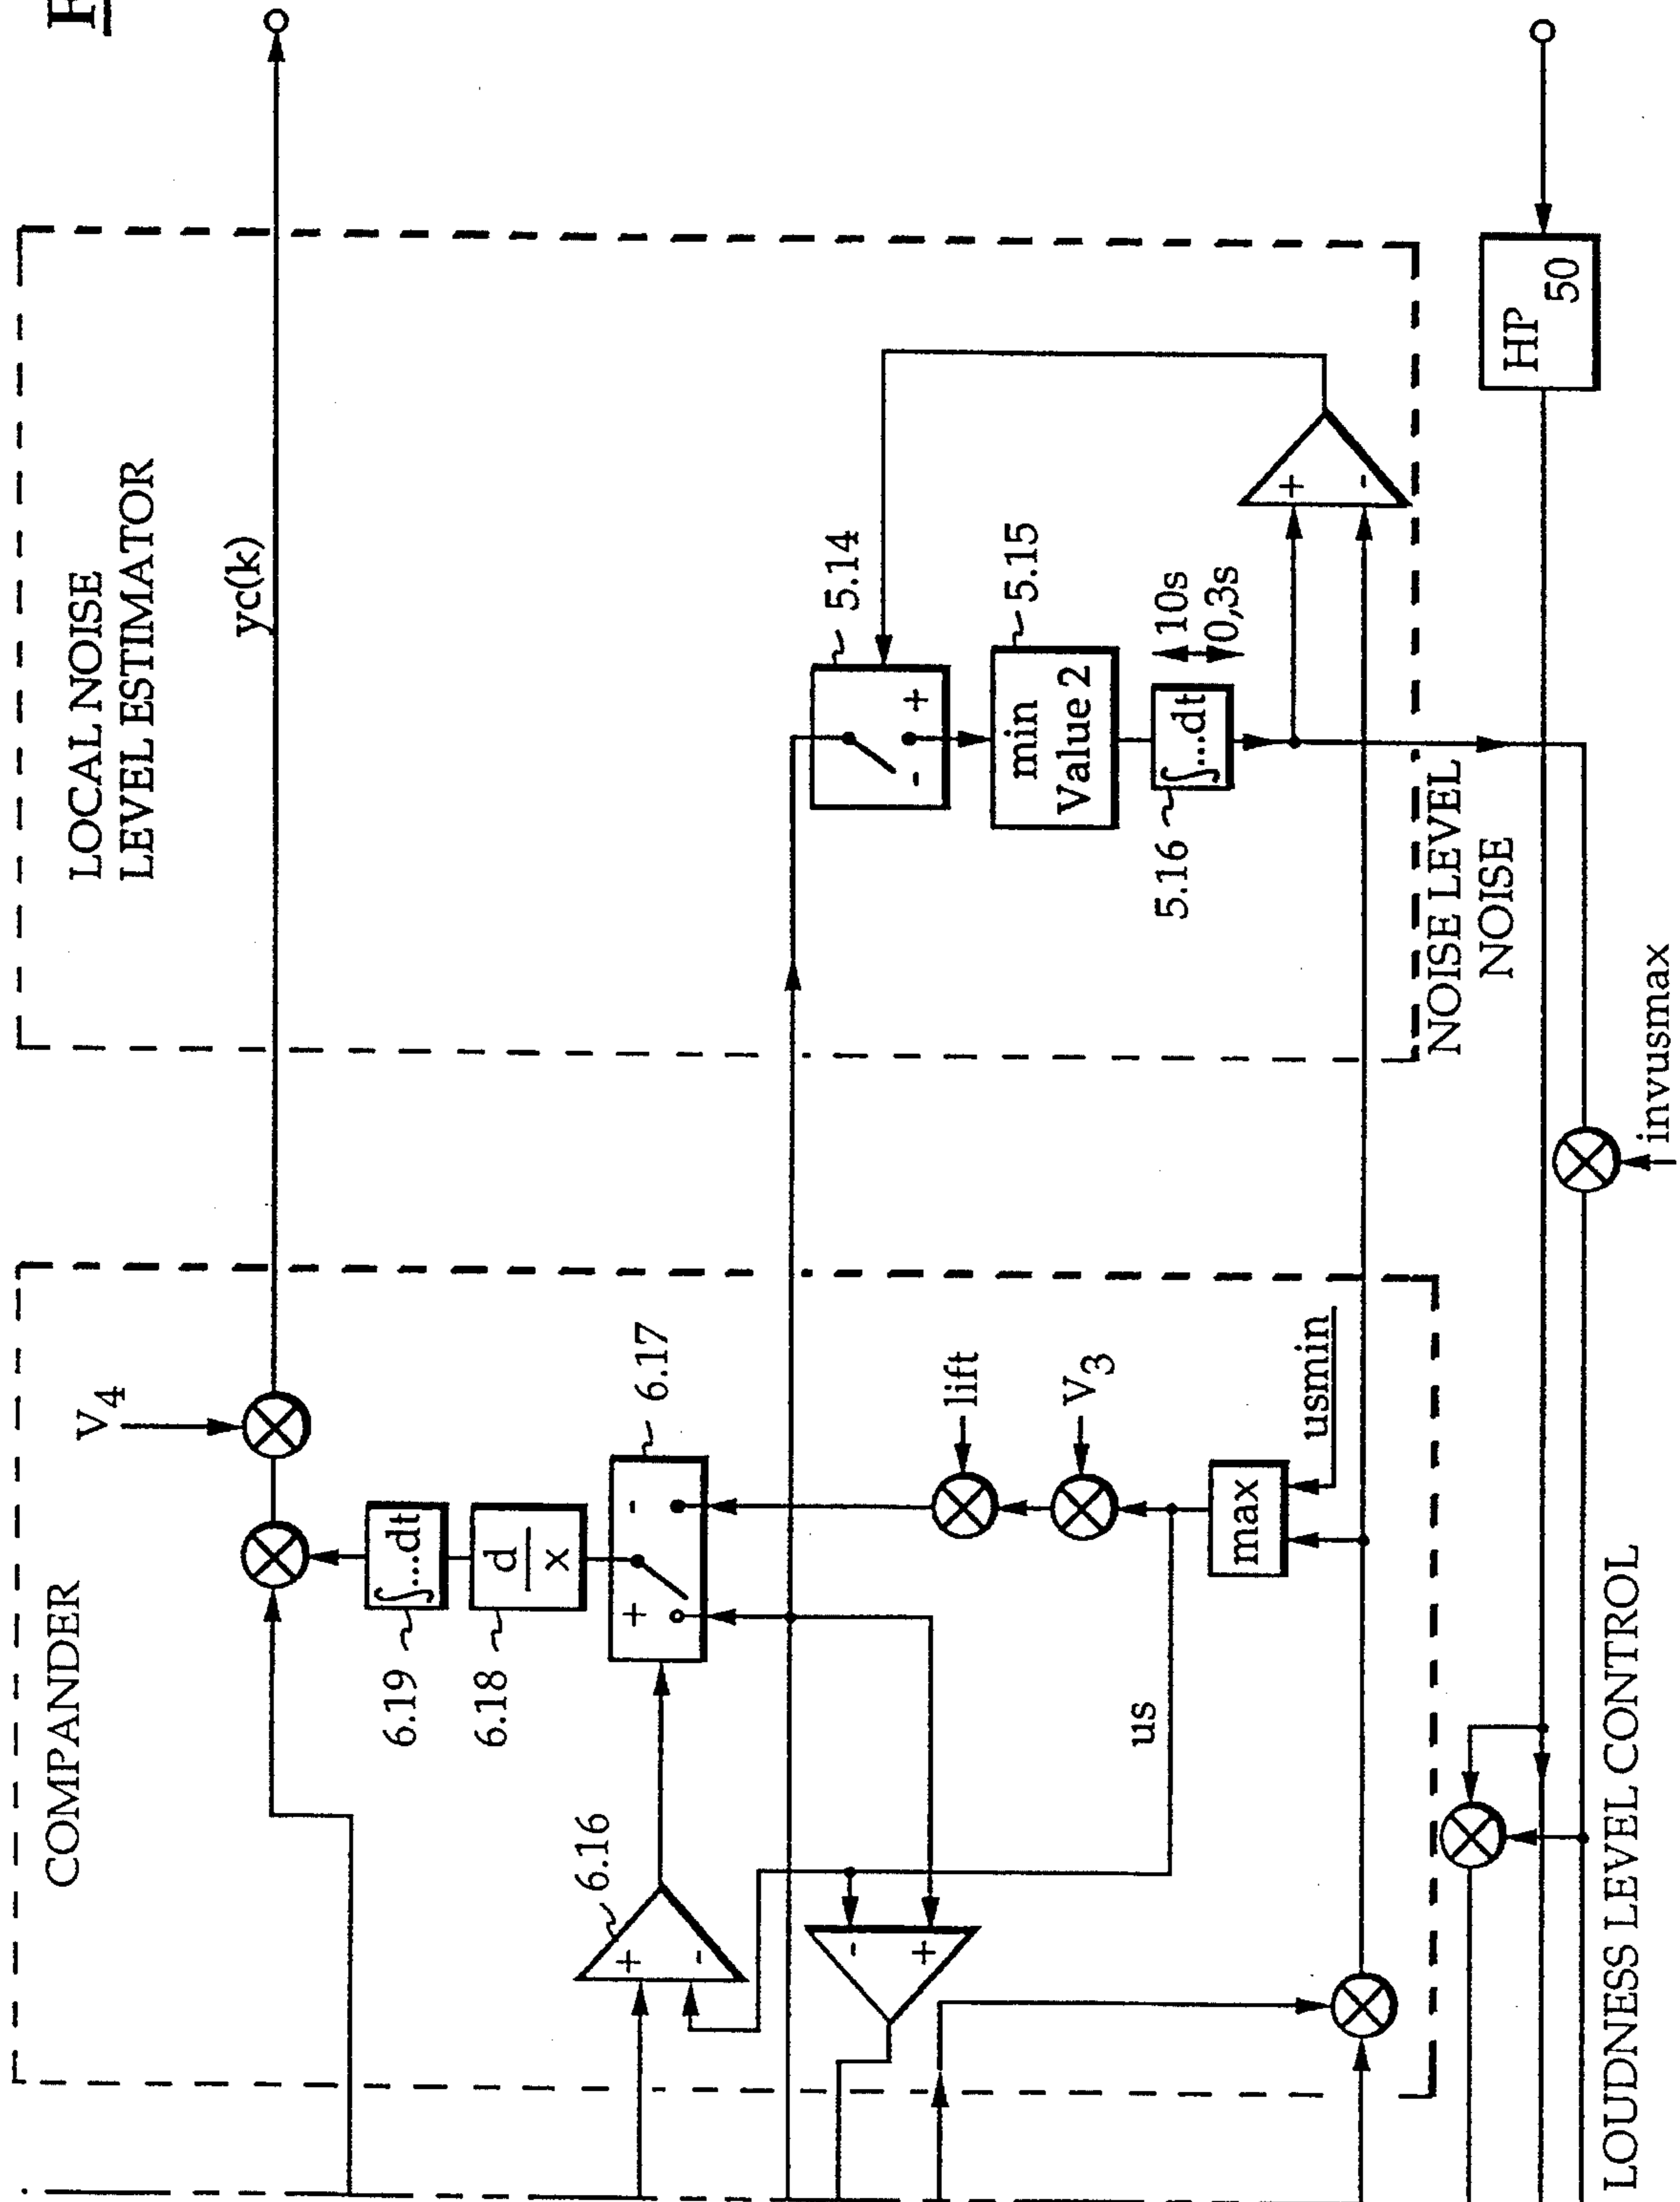 COMPANDER
V4
6.19
∫...dt
6.18
d
x
6.17
+
-
6.16
+
-
-
+
us
lift
V3
max
usmin
LOCAL NOISE
LEVEL ESTIMATOR
yc(k)
5.14
-
+
5.15
min
Value 2
5.16
∫...dt
10s
0,3s
+
-
NOISE LEVEL
NOISE
HP
50
invusmax
LOUDNESS LEVEL CONTROL